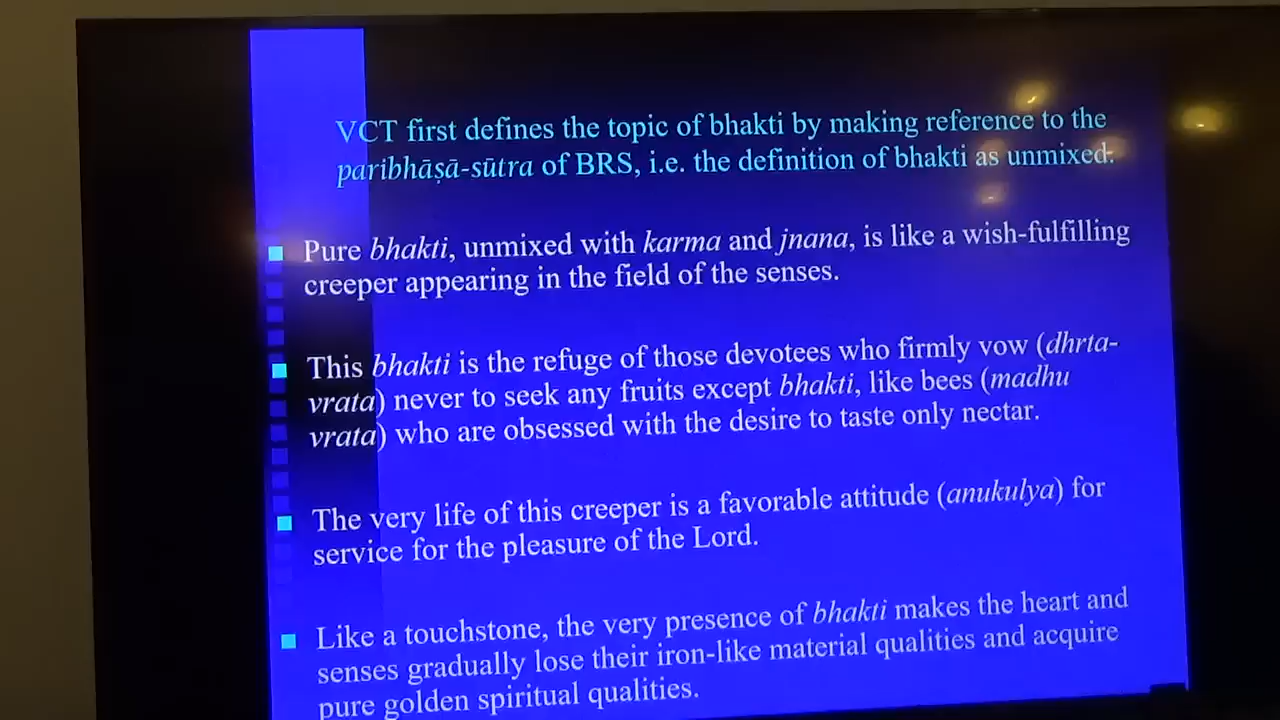 VCT first defines the topic of bhakti by making reference to the
paribhāṣā-sūtra of BRS, i.e. the definition of bhakti as unmixed:
Pure bhakti, unmixed with karma and jnana, is like a wish-fulfilling
creeper appearing in the field of the senses.
This bhakti is the refuge of those devotees who firmly vow (dhrta-
vrata) never to seek any fruits except bhakti, like bees (madhu
vrata) who are obsessed with the desire to taste only nectar.
The very life of this creeper is a favorable attitude (anukulya) for
service for the pleasure of the Lord.
Like a touchstone, the very presence of bhakti makes the heart and
senses gradually lose their iron-like material qualities and acquire
pure golden spiritual qualities.